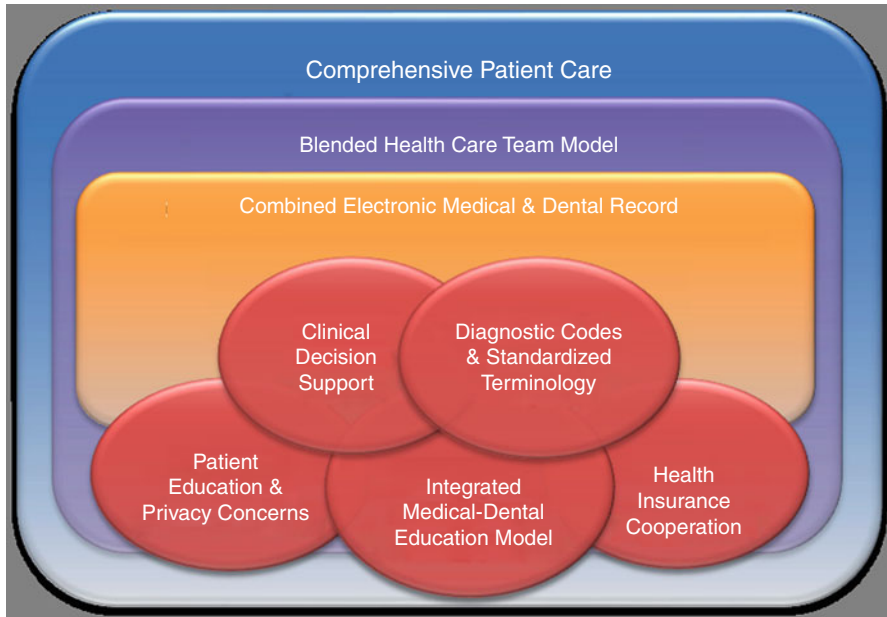 Comprehensive Patient Care
Blended Health Care Team Model
Combined Electronic Medical & Dental Record
Clinical
Decision
Support
Diagnostic Codes
& Standardized
Terminology
Patient
Education &
Privacy Concerns
Integrated
Medical-Dental
Education Model
Health
Insurance
Cooperation